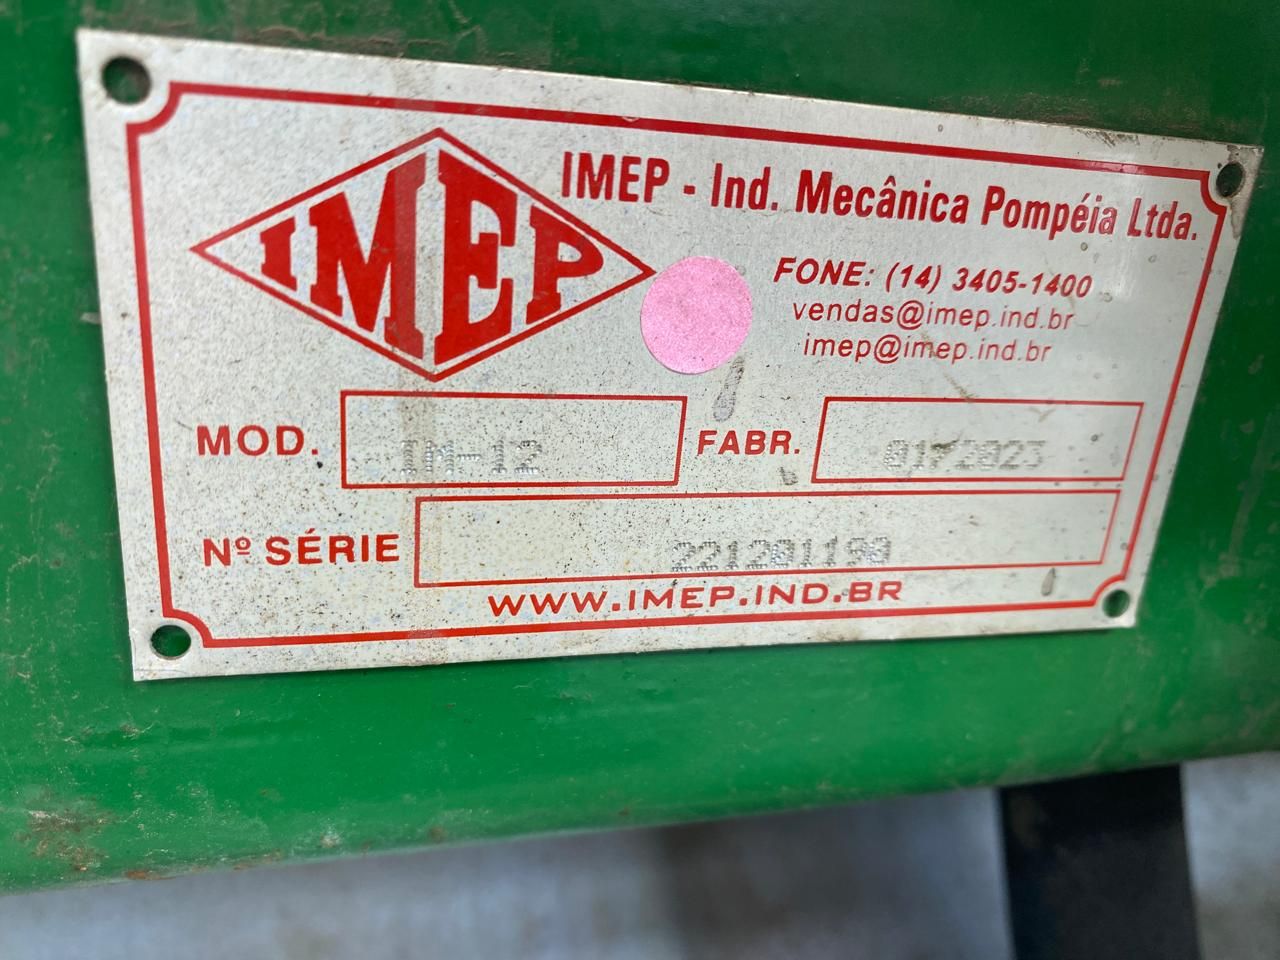 IMEP
IMEP - Ind. Mecânica Pompéia Ltda.
FONE: (14) 3405-1400
vendas@imep.ind.br
imep@imep.ind.br
MOD. IM-12 FABR. 01/2023
Nº SÉRIE 221201190
WWW.IMEP.IND.BR